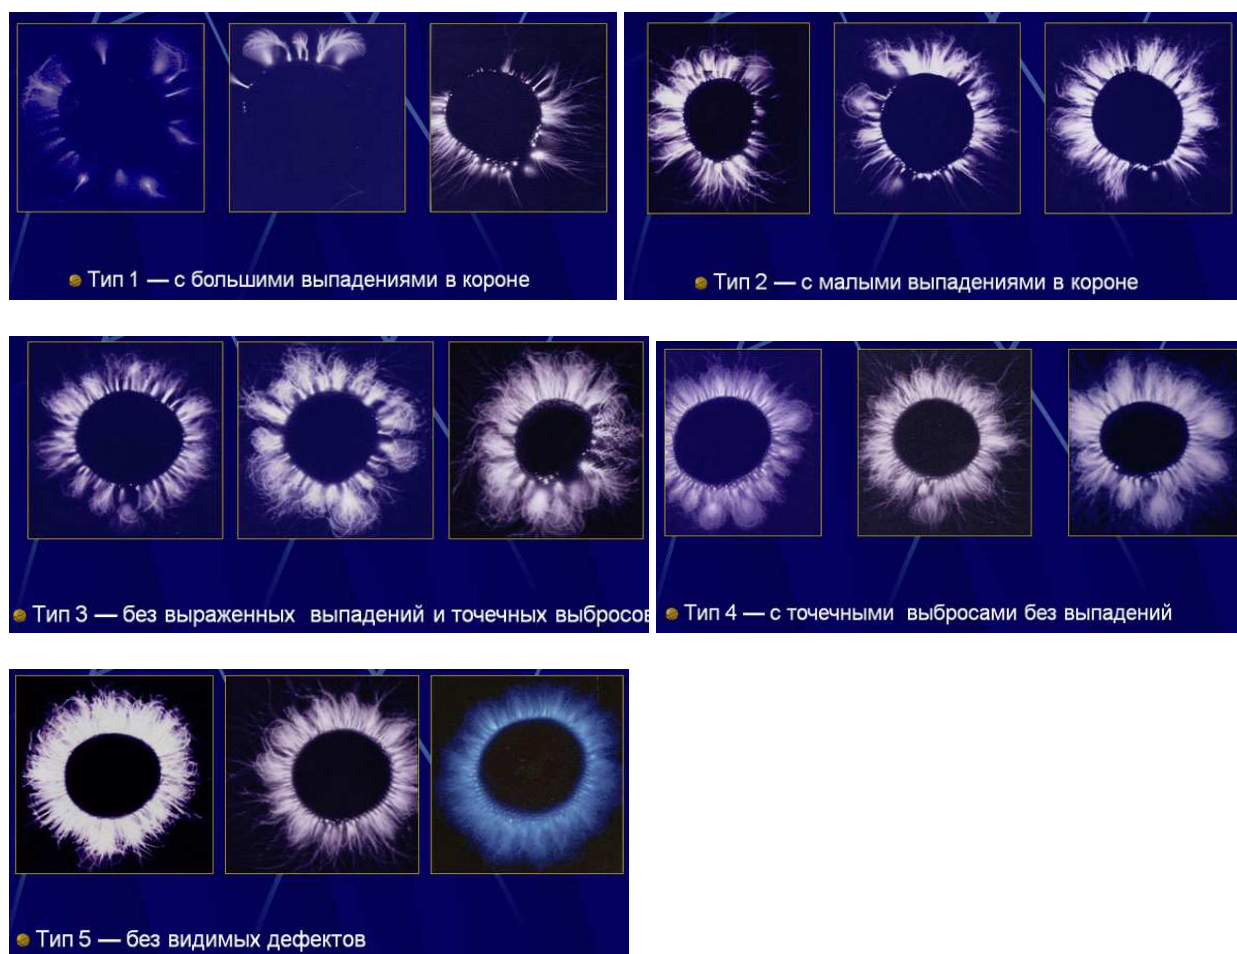 Тип 1 — с большими выпадениями в короне
Тип 2 — с малыми выпадениями в короне
Тип 3 — без выраженных выпадений и точечных выбросов
Тип 4 — с точечными выбросами без выпадений
Тип 5 — без видимых дефектов